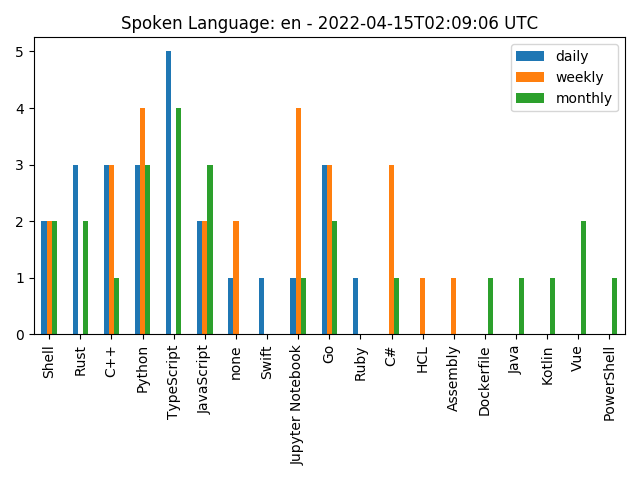 Spoken Language: en - 2022-04-15T02:09:06 UTC
daily
weekly
monthly
5
4
3
2
1
0
Shell
Rust
C++
Python
TypeScript
JavaScript
none
Swift
Jupyter Notebook
Go
Ruby
C#
HCL
Assembly
Dockerfile
Java
Kotlin
Vue
PowerShell